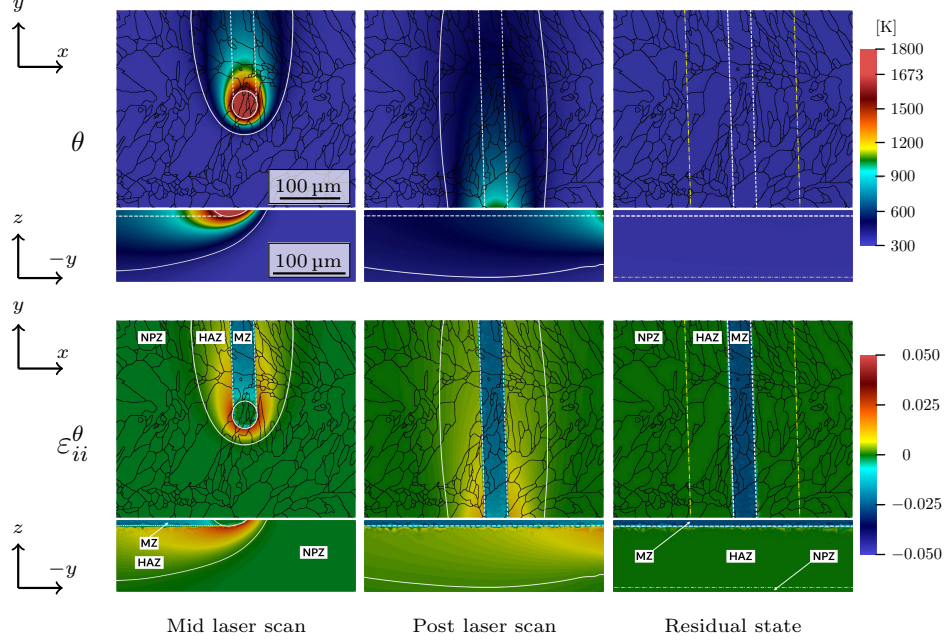 y
x
θ
100 µm
z
−y
100 µm
[K]
1800
1673
1500
1300
1100
900
600
300
y
x
NPZ HAZ MZ
NPZ HAZ MZ
ε^θ_ii
z
−y
MZ
HAZ
NPZ
MZ HAZ NPZ
0.050
0.025
0
−0.025
−0.050
Mid laser scan Post laser scan Residual state